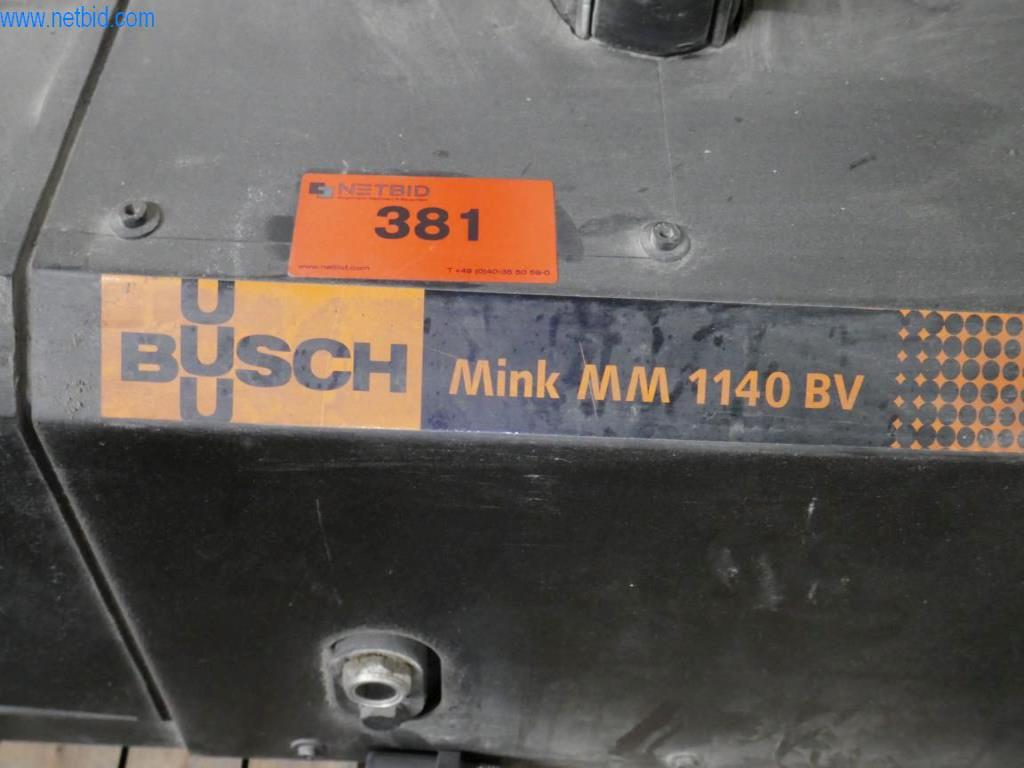 www.netbid.com
NETBID
381
www.netbid.com
T +49 (0)40-35 50 59-0
U
BUSCH
U
Mink MM 1140 BV